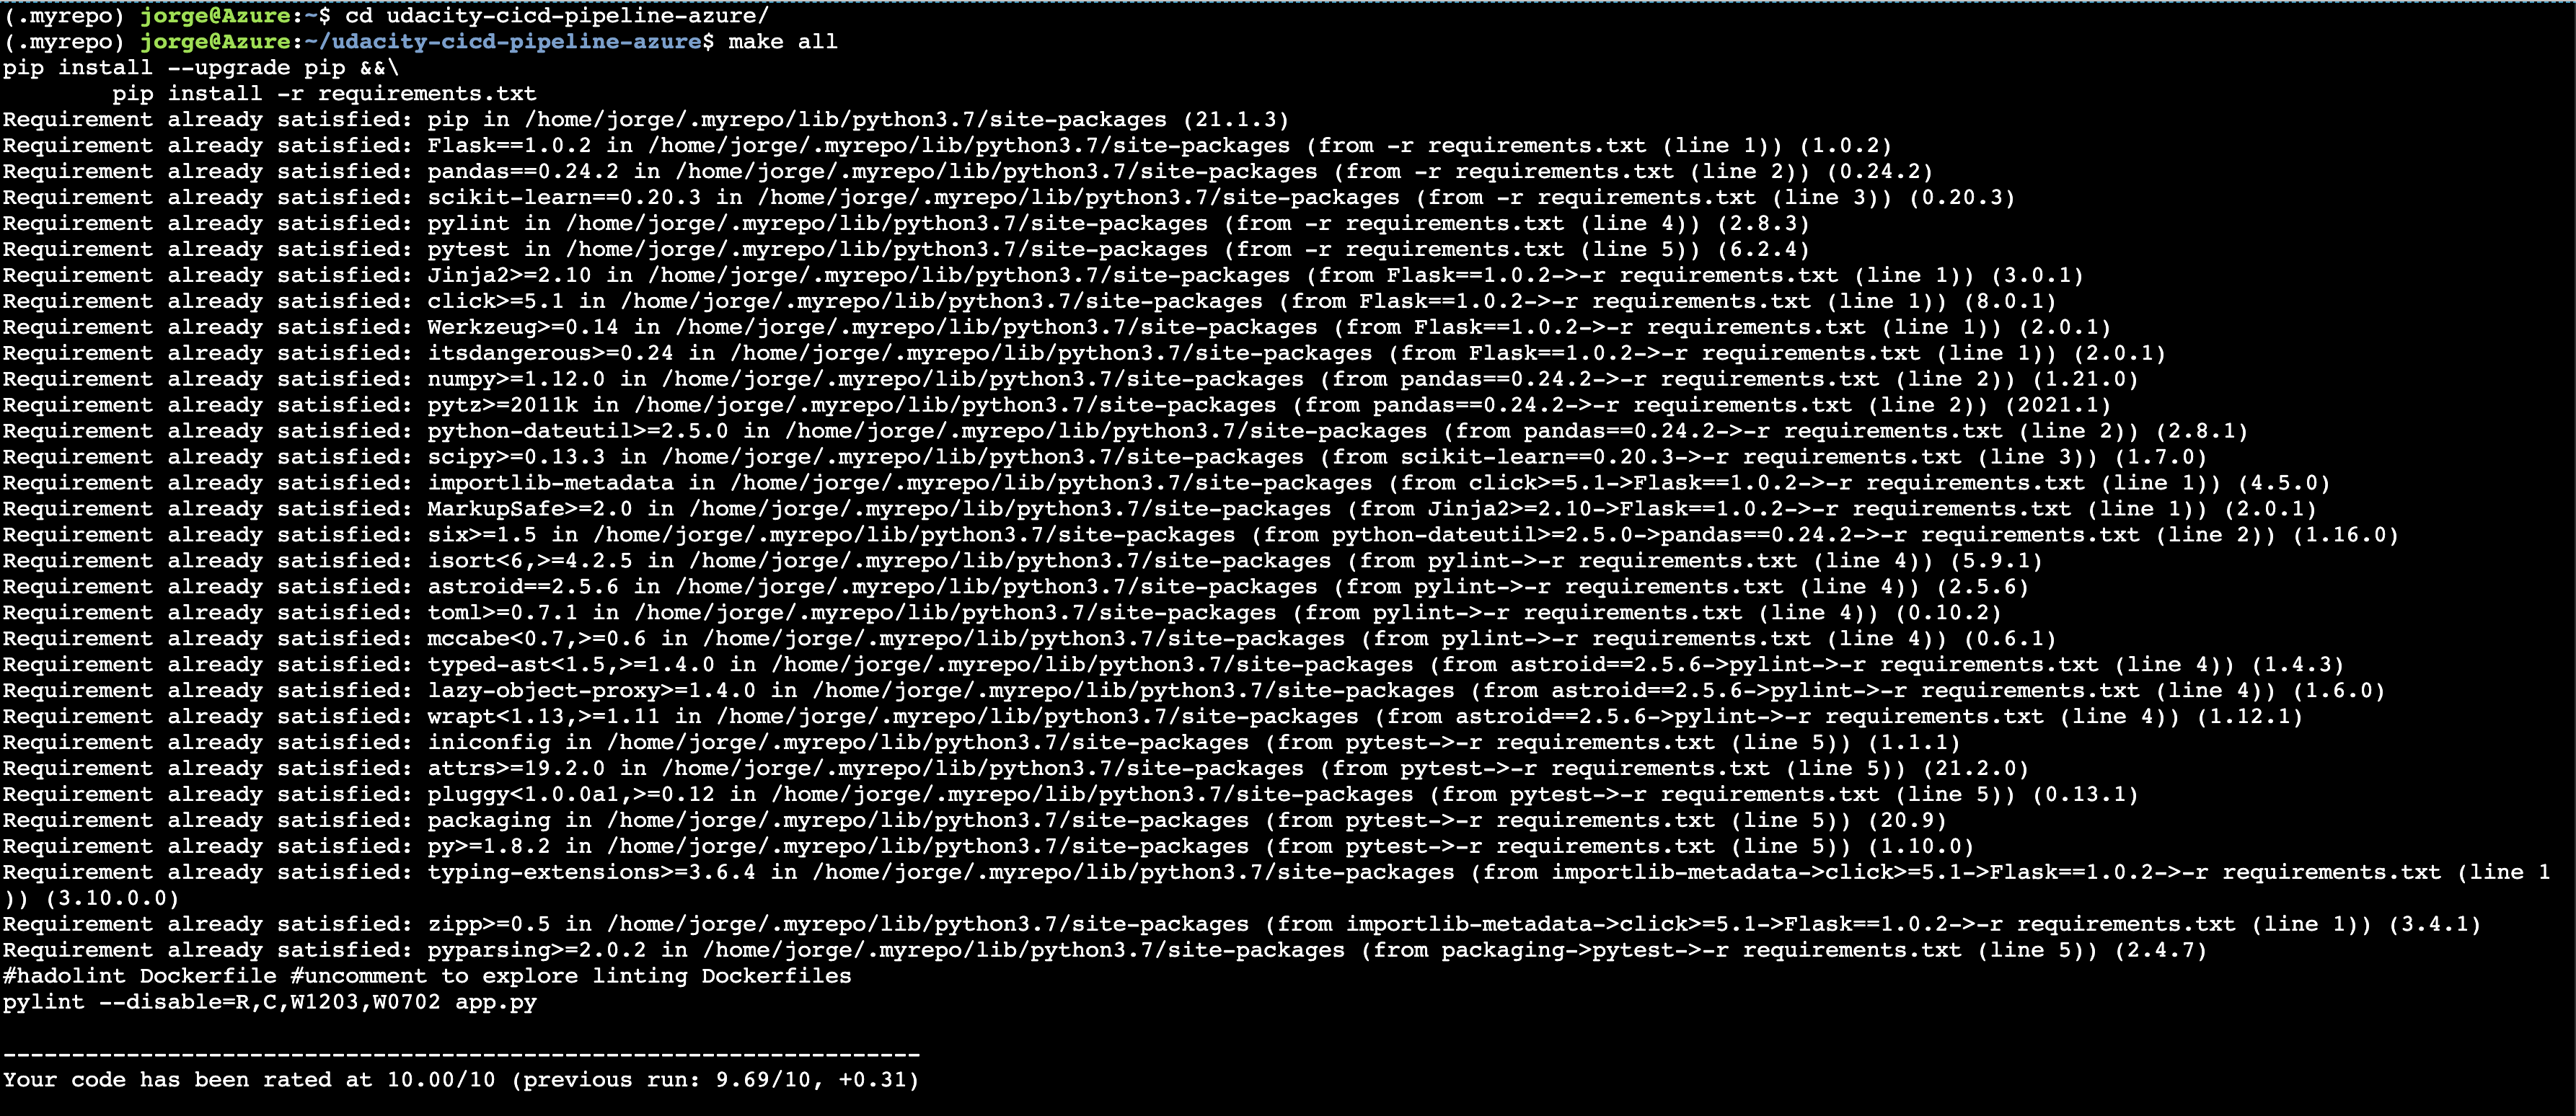 (.myrepo) jorge@Azure:~$ cd udacity-cicd-pipeline-azure/
(.myrepo) jorge@Azure:~/udacity-cicd-pipeline-azure$ make all
pip install --upgrade pip &&\
        pip install -r requirements.txt
Requirement already satisfied: pip in /home/jorge/.myrepo/lib/python3.7/site-packages (21.1.3)
Requirement already satisfied: Flask==1.0.2 in /home/jorge/.myrepo/lib/python3.7/site-packages (from -r requirements.txt (line 1)) (1.0.2)
Requirement already satisfied: pandas==0.24.2 in /home/jorge/.myrepo/lib/python3.7/site-packages (from -r requirements.txt (line 2)) (0.24.2)
Requirement already satisfied: scikit-learn==0.20.3 in /home/jorge/.myrepo/lib/python3.7/site-packages (from -r requirements.txt (line 3)) (0.20.3)
Requirement already satisfied: pylint in /home/jorge/.myrepo/lib/python3.7/site-packages (from -r requirements.txt (line 4)) (2.8.3)
Requirement already satisfied: pytest in /home/jorge/.myrepo/lib/python3.7/site-packages (from -r requirements.txt (line 5)) (6.2.4)
Requirement already satisfied: Jinja2>=2.10 in /home/jorge/.myrepo/lib/python3.7/site-packages (from Flask==1.0.2->-r requirements.txt (line 1)) (3.0.1)
Requirement already satisfied: click>=5.1 in /home/jorge/.myrepo/lib/python3.7/site-packages (from Flask==1.0.2->-r requirements.txt (line 1)) (8.0.1)
Requirement already satisfied: Werkzeug>=0.14 in /home/jorge/.myrepo/lib/python3.7/site-packages (from Flask==1.0.2->-r requirements.txt (line 1)) (2.0.1)
Requirement already satisfied: itsdangerous>=0.24 in /home/jorge/.myrepo/lib/python3.7/site-packages (from Flask==1.0.2->-r requirements.txt (line 1)) (2.0.1)
Requirement already satisfied: numpy>=1.12.0 in /home/jorge/.myrepo/lib/python3.7/site-packages (from pandas==0.24.2->-r requirements.txt (line 2)) (1.21.0)
Requirement already satisfied: pytz>=2011k in /home/jorge/.myrepo/lib/python3.7/site-packages (from pandas==0.24.2->-r requirements.txt (line 2)) (2021.1)
Requirement already satisfied: python-dateutil>=2.5.0 in /home/jorge/.myrepo/lib/python3.7/site-packages (from pandas==0.24.2->-r requirements.txt (line 2)) (2.8.1)
Requirement already satisfied: scipy>=0.13.3 in /home/jorge/.myrepo/lib/python3.7/site-packages (from scikit-learn==0.20.3->-r requirements.txt (line 3)) (1.7.0)
Requirement already satisfied: importlib-metadata in /home/jorge/.myrepo/lib/python3.7/site-packages (from click>=5.1->Flask==1.0.2->-r requirements.txt (line 1)) (4.5.0)
Requirement already satisfied: MarkupSafe>=2.0 in /home/jorge/.myrepo/lib/python3.7/site-packages (from Jinja2>=2.10->Flask==1.0.2->-r requirements.txt (line 1)) (2.0.1)
Requirement already satisfied: six>=1.5 in /home/jorge/.myrepo/lib/python3.7/site-packages (from python-dateutil>=2.5.0->pandas==0.24.2->-r requirements.txt (line 2)) (1.16.0)
Requirement already satisfied: isort<6,>=4.2.5 in /home/jorge/.myrepo/lib/python3.7/site-packages (from pylint->-r requirements.txt (line 4)) (5.9.1)
Requirement already satisfied: astroid==2.5.6 in /home/jorge/.myrepo/lib/python3.7/site-packages (from pylint->-r requirements.txt (line 4)) (2.5.6)
Requirement already satisfied: toml>=0.7.1 in /home/jorge/.myrepo/lib/python3.7/site-packages (from pylint->-r requirements.txt (line 4)) (0.10.2)
Requirement already satisfied: mccabe<0.7,>=0.6 in /home/jorge/.myrepo/lib/python3.7/site-packages (from pylint->-r requirements.txt (line 4)) (0.6.1)
Requirement already satisfied: typed-ast<1.5,>=1.4.0 in /home/jorge/.myrepo/lib/python3.7/site-packages (from astroid==2.5.6->pylint->-r requirements.txt (line 4)) (1.4.3)
Requirement already satisfied: lazy-object-proxy>=1.4.0 in /home/jorge/.myrepo/lib/python3.7/site-packages (from astroid==2.5.6->pylint->-r requirements.txt (line 4)) (1.6.0)
Requirement already satisfied: wrapt<1.13,>=1.11 in /home/jorge/.myrepo/lib/python3.7/site-packages (from astroid==2.5.6->pylint->-r requirements.txt (line 4)) (1.12.1)
Requirement already satisfied: iniconfig in /home/jorge/.myrepo/lib/python3.7/site-packages (from pytest->-r requirements.txt (line 5)) (1.1.1)
Requirement already satisfied: attrs>=19.2.0 in /home/jorge/.myrepo/lib/python3.7/site-packages (from pytest->-r requirements.txt (line 5)) (21.2.0)
Requirement already satisfied: pluggy<1.0.0a1,>=0.12 in /home/jorge/.myrepo/lib/python3.7/site-packages (from pytest->-r requirements.txt (line 5)) (0.13.1)
Requirement already satisfied: packaging in /home/jorge/.myrepo/lib/python3.7/site-packages (from pytest->-r requirements.txt (line 5)) (20.9)
Requirement already satisfied: py>=1.8.2 in /home/jorge/.myrepo/lib/python3.7/site-packages (from pytest->-r requirements.txt (line 5)) (1.10.0)
Requirement already satisfied: typing-extensions>=3.6.4 in /home/jorge/.myrepo/lib/python3.7/site-packages (from importlib-metadata->click>=5.1->Flask==1.0.2->-r requirements.txt (line 1
)) (3.10.0.0)
Requirement already satisfied: zipp>=0.5 in /home/jorge/.myrepo/lib/python3.7/site-packages (from importlib-metadata->click>=5.1->Flask==1.0.2->-r requirements.txt (line 1)) (3.4.1)
Requirement already satisfied: pyparsing>=2.0.2 in /home/jorge/.myrepo/lib/python3.7/site-packages (from packaging->pytest->-r requirements.txt (line 5)) (2.4.7)
#hadolint Dockerfile #uncomment to explore linting Dockerfiles
pylint --disable=R,C,W1203,W0702 app.py

-------------------------------------------------------------------
Your code has been rated at 10.00/10 (previous run: 9.69/10, +0.31)